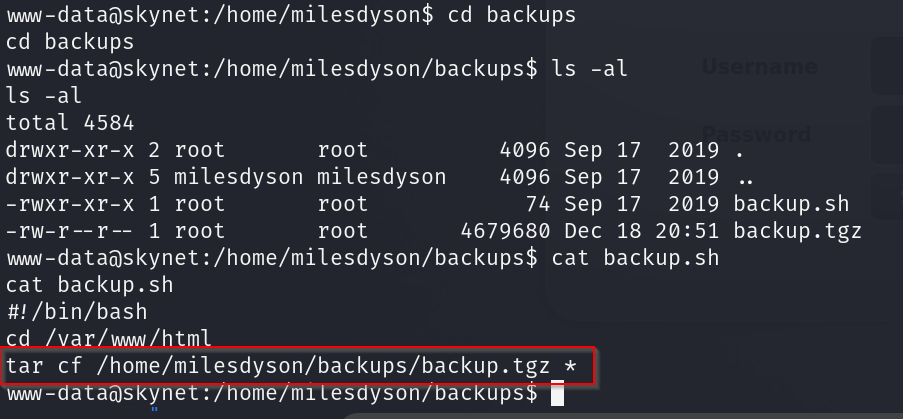 www-data@skynet:/home/milesdyson$ cd backups
cd backups
www-data@skynet:/home/milesdyson/backups$ ls -al
ls -al
total 4584
drwxr-xr-x 2 root       root          4096 Sep 17  2019 .
drwxr-xr-x 5 milesdyson milesdyson    4096 Sep 17  2019 ..
-rwxr-xr-x 1 root       root            74 Sep 17  2019 backup.sh
-rw-r--r-- 1 root       root       4679680 Dec 18 20:51 backup.tgz
www-data@skynet:/home/milesdyson/backups$ cat backup.sh
cat backup.sh
#!/bin/bash
cd /var/www/html
tar cf /home/milesdyson/backups/backup.tgz *
www-data@skynet:/home/milesdyson/backups$
Username
Password